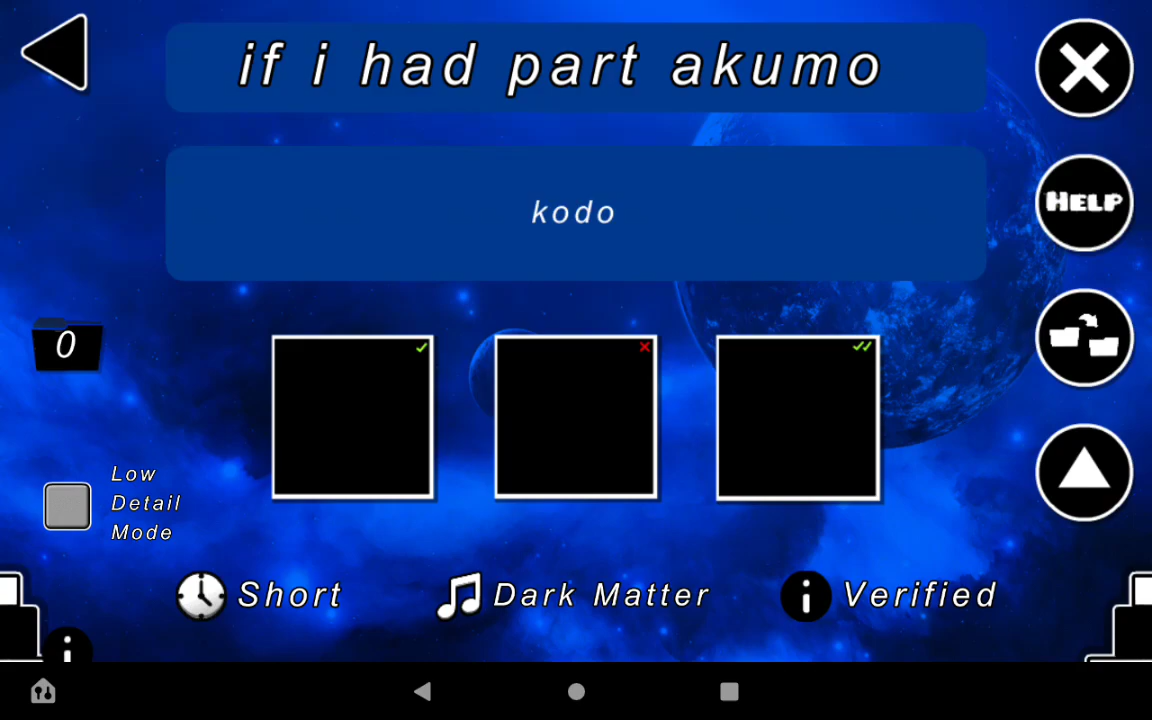 if i had part akumo
HELP
kodo
0
Low
Detail
Mode
Short
Dark Matter
Verified